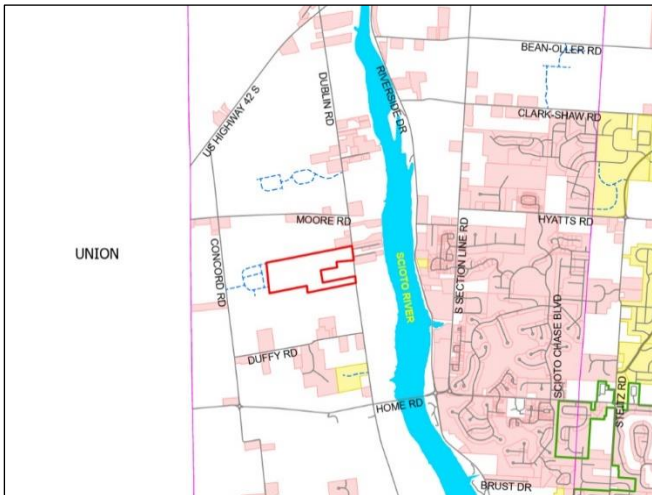 BEAN-OLLER RD
RIVERSIDE DR
DUBLIN RD
US HIGHWAY 42 S
CLARK-SHAW RD
MOORE RD
HYATTS RD
UNION
CONCORD RD
SCIOTO RIVER
S SECTION LINE RD
SCIOTO CHASE BLVD
DUFFY RD
STEITZ RD
HOME RD
BRUST DR